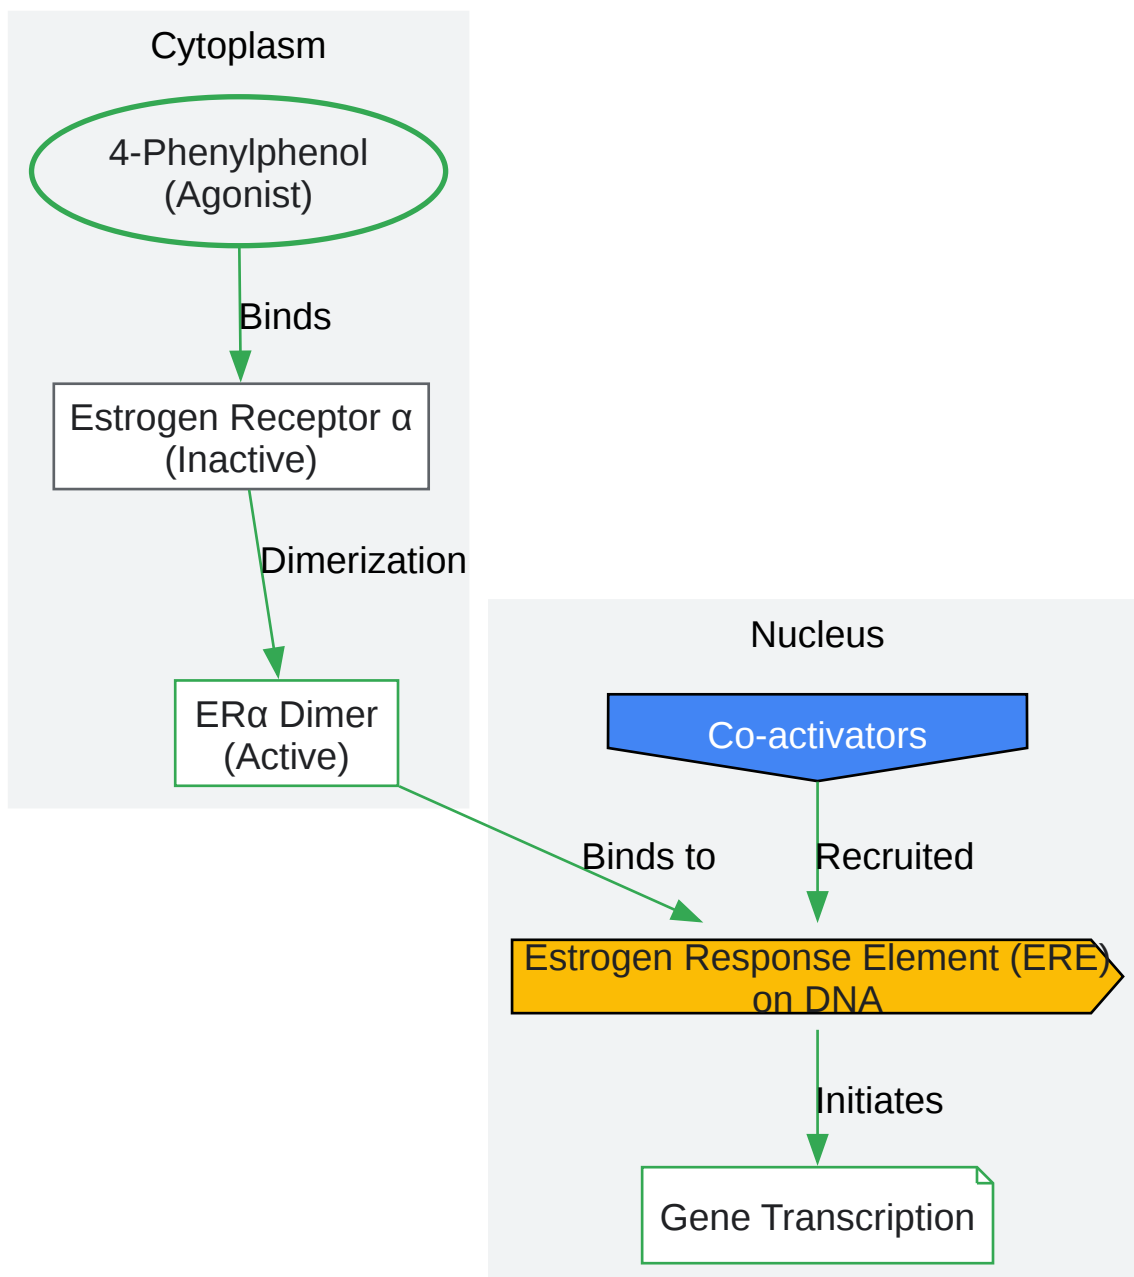 Cytoplasm
4-Phenylphenol
(Agonist)
Binds
Estrogen Receptor α
(Inactive)
Dimerization
ERα Dimer
(Active)
Nucleus
Co-activators
Binds to
Recruited
Estrogen Response Element (ERE)
on DNA
Initiates
Gene Transcription